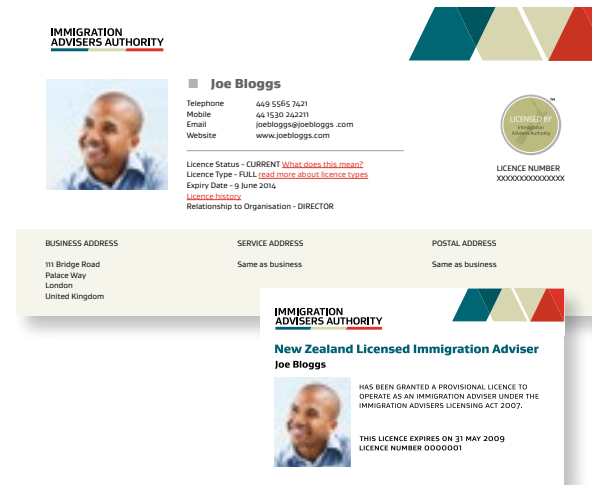 IMMIGRATION
ADVISERS AUTHORITY
Joe Bloggs
Telephone 449 5565 7421
Mobile 44 1530 242211
Email joebloggs@joebloggs .com
Website www.joebloggs.com
Licence Status - CURRENT What does this mean?
Licence Type - FULL read more about licence types
Expiry Date - 9 June 2014
Licence history
Relationship to Organisation - DIRECTOR
TM
LICENSED BY
Immigration
Advisers Authority
LICENCE NUMBER
XXXXXXXXXXXXXX
BUSINESS ADDRESS
111 Bridge Road
Palace Way
London
United Kingdom
SERVICE ADDRESS
Same as business
POSTAL ADDRESS
Same as business
IMMIGRATION
ADVISERS AUTHORITY
New Zealand Licensed Immigration Adviser
Joe Bloggs
HAS BEEN GRANTED A PROVISIONAL LICENCE TO
OPERATE AS AN IMMIGRATION ADVISER UNDER THE
IMMIGRATION ADVISERS LICENSING ACT 2007.
THIS LICENCE EXPIRES ON 31 MAY 2009
LICENCE NUMBER 0000001